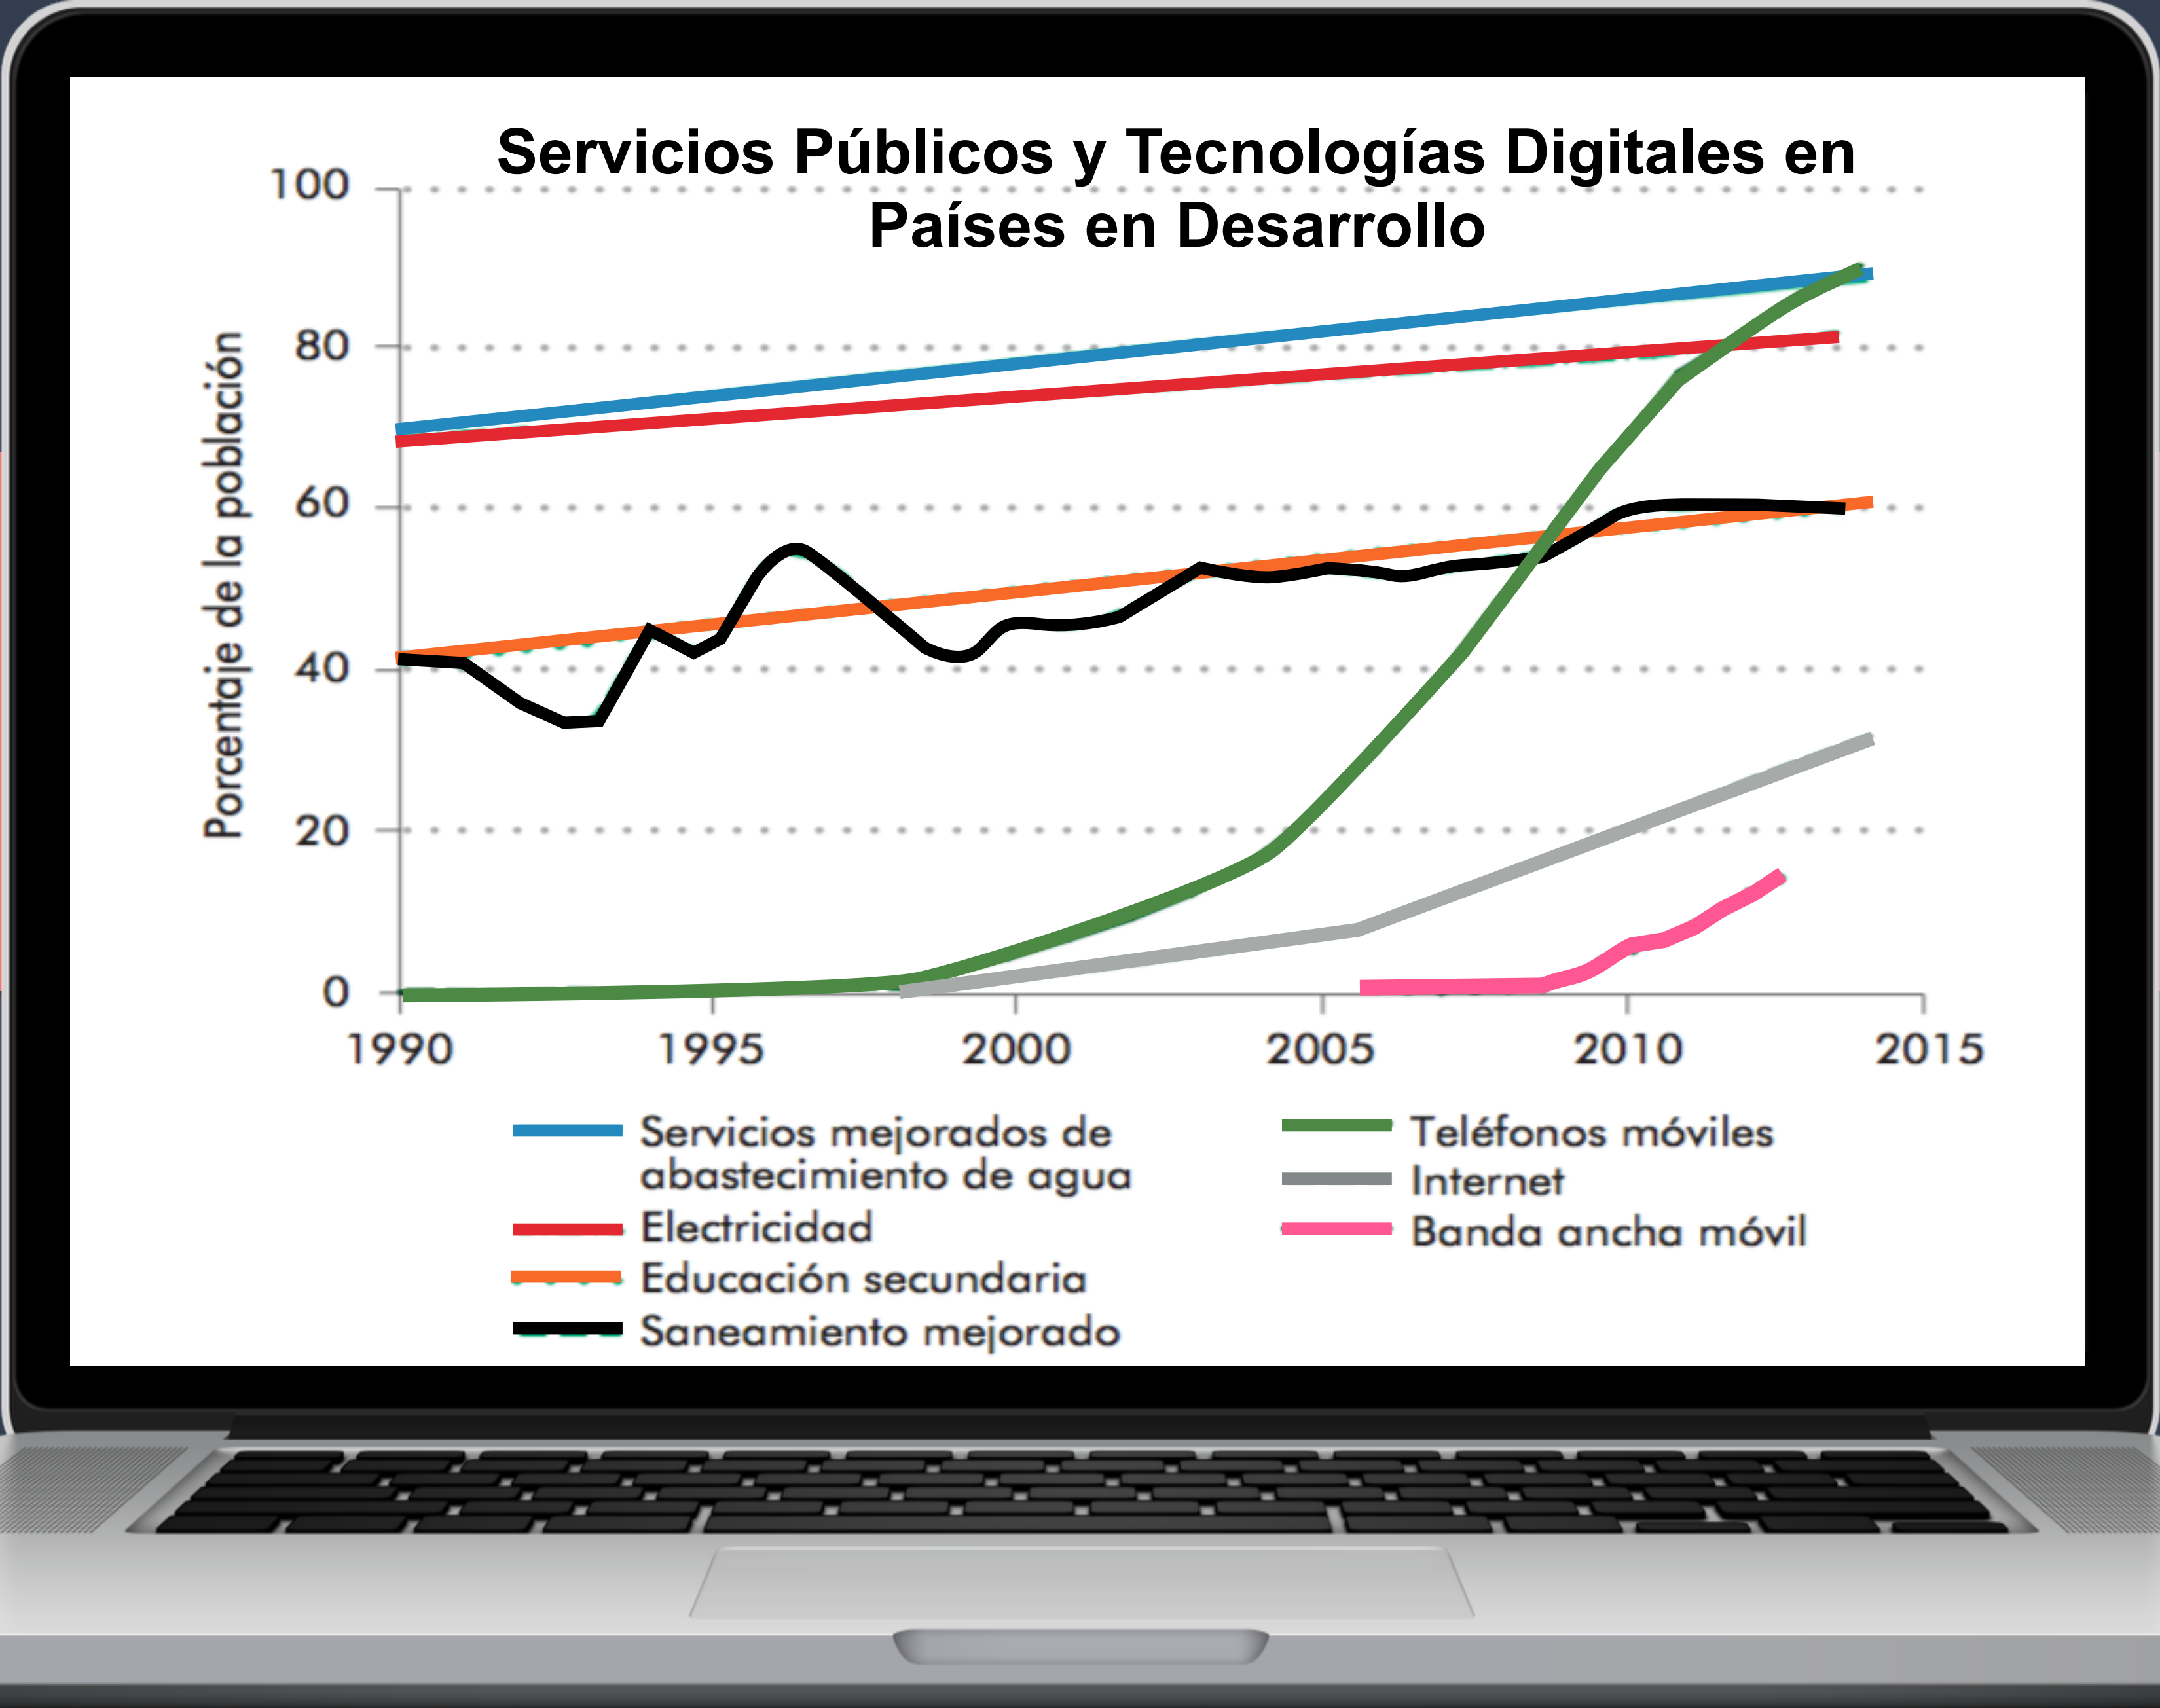 Servicios Públicos y Tecnologías Digitales en
Países en Desarrollo
Porcentaje de la población
100
80
60
40
20
0
1990
1995
2000
2005
2010
2015
Servicios mejorados de
abastecimiento de agua
Electricidad
Educación secundaria
Saneamiento mejorado
Teléfonos móviles
Internet
Banda ancha móvil